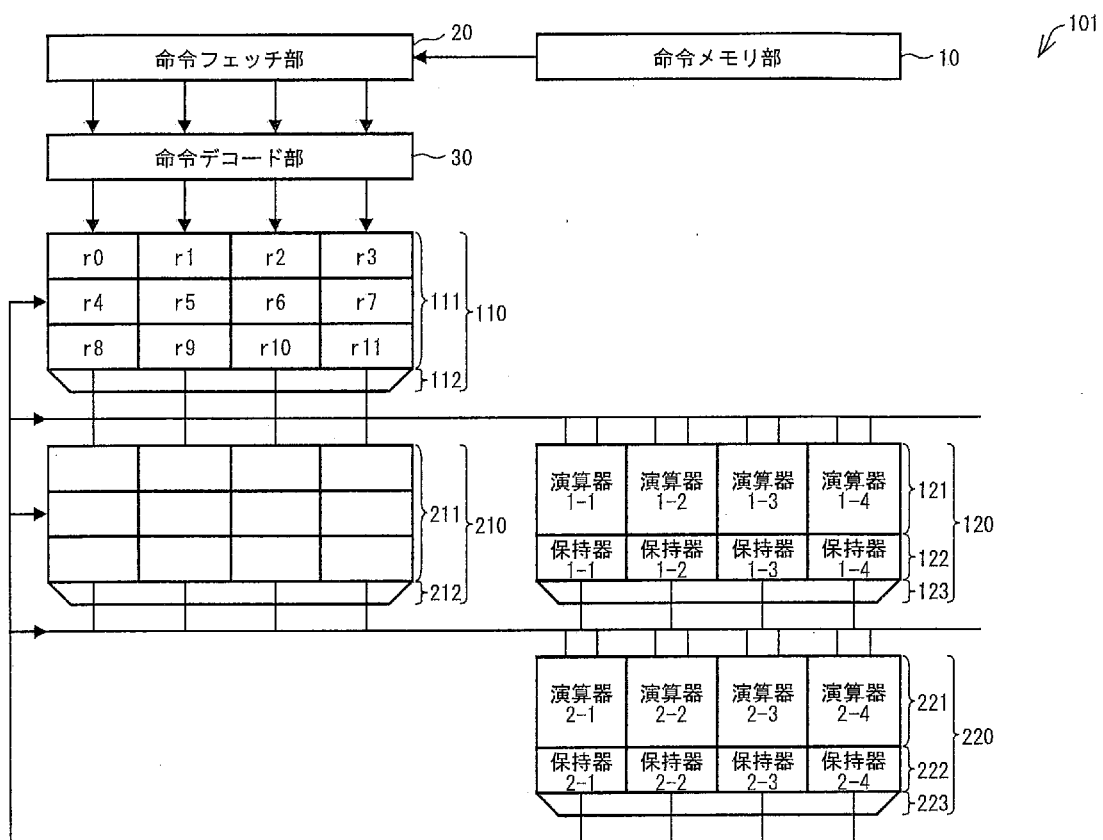 101
20
命令フェッチ部
命令メモリ部
10
命令デコード部
30
r0 r1 r2 r3
r4 r5 r6 r7
r8 r9 r10 r11
111
110
112
211
210
212
演算器 演算器 演算器 演算器
1-1 1-2 1-3 1-4
121
120
保持器 保持器 保持器 保持器
1-1 1-2 1-3 1-4
122
123
演算器 演算器 演算器 演算器
2-1 2-2 2-3 2-4
221
220
保持器 保持器 保持器 保持器
2-1 2-2 2-3 2-4
222
223